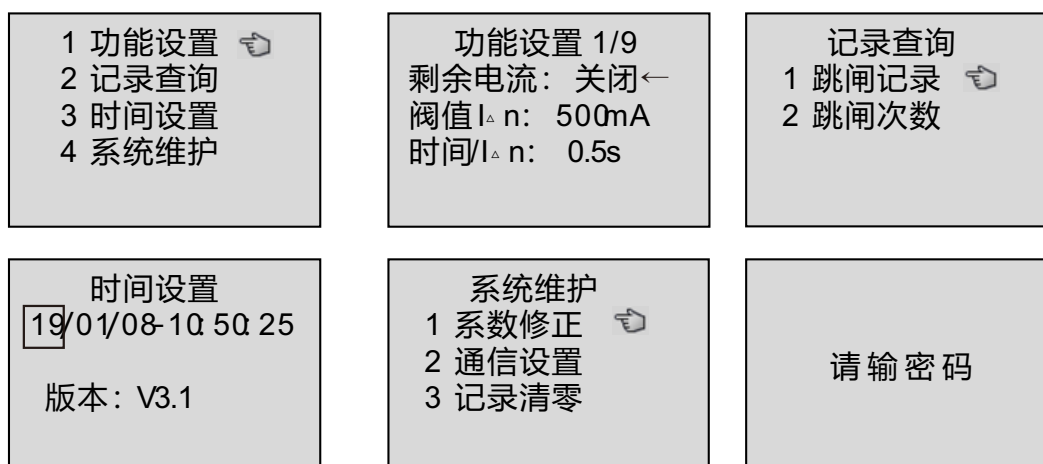 1 功能设置
2 记录查询
3 时间设置
4 系统维护
功能设置 1/9
剩余电流：关闭←
阀值I△n：500mA
时间/I△n：0.5s
记录查询
1 跳闸记录
2 跳闸次数
时间设置
19/01/08-10:50:25
版本：V3.1
系统维护
1 系数修正
2 通信设置
3 记录清零
请输密码